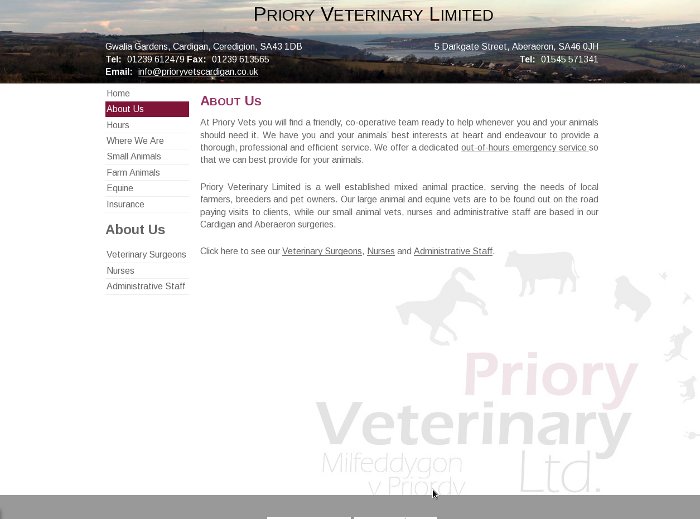 PRIORY VETERINARY LIMITED
Gwalia Gardens, Cardigan, Ceredigion, SA43 1DB
Tel: 01239 612479 Fax: 01239 613565
Email: info@prioryvetscardigan.co.uk
5 Darkgate Street, Aberaeron, SA46 0JH
Tel: 01545 571341
Home
About Us
Hours
Where We Are
Small Animals
Farm Animals
Equine
Insurance
About Us
Veterinary Surgeons
Nurses
Administrative Staff
ABOUT US
At Priory Vets you will find a friendly, co-operative team ready to help whenever you and your animals
should need it. We have you and your animals best interests at heart and endeavour to provide a
thorough, professional and efficient service. We offer a dedicated out-of-hours emergency service so
that we can best provide for your animals.
Priory Veterinary Limited is a well established mixed animal practice, serving the needs of local
farmers, breeders and pet owners. Our large animal and equine vets are to be found out on the road
paying visits to clients, while our small animal vets, nurses and administrative staff are based in our
Cardigan and Aberaeron surgeries.
Click here to see our Veterinary Surgeons, Nurses and Administrative Staff.
Priory
Veterinary
Milfeddygon
y Priordy
Ltd.